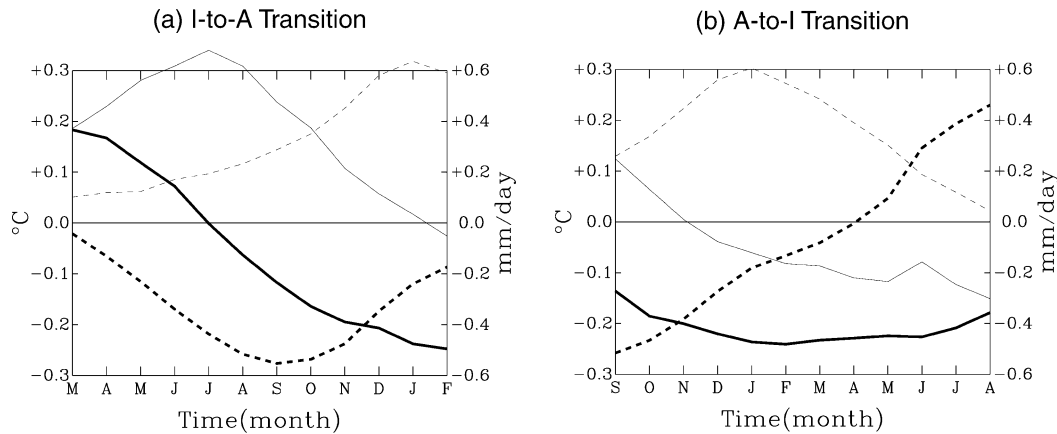 (a) I-to-A Transition
+0.3
+0.2
+0.1
0.0
−0.1
−0.2
−0.3
°C
+0.6
+0.4
+0.2
0.0
−0.2
−0.4
−0.6
mm/day
M A M J J A S O N D J F
Time(month)
(b) A-to-I Transition
+0.3
+0.2
+0.1
0.0
−0.1
−0.2
−0.3
°C
+0.6
+0.4
+0.2
0.0
−0.2
−0.4
−0.6
mm/day
S O N D J F M A M J J A
Time(month)